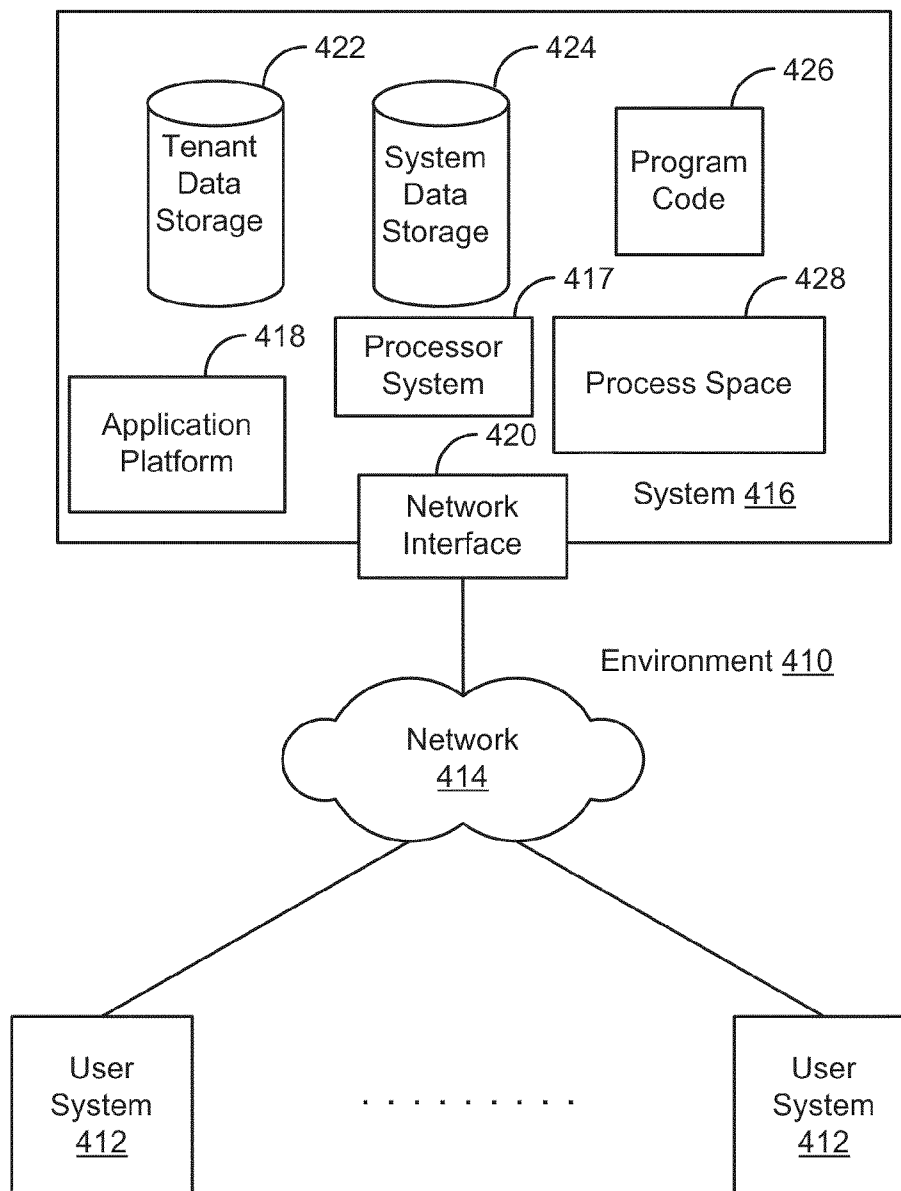 422
424
426
Tenant
Data
Storage
System
Data
Storage
Program
Code
417
428
418
Processor
System
Process Space
Application
Platform
420
System 416
Network
Interface
Environment 410
Network
414
User
System
412
. . . . . . . . .
User
System
412